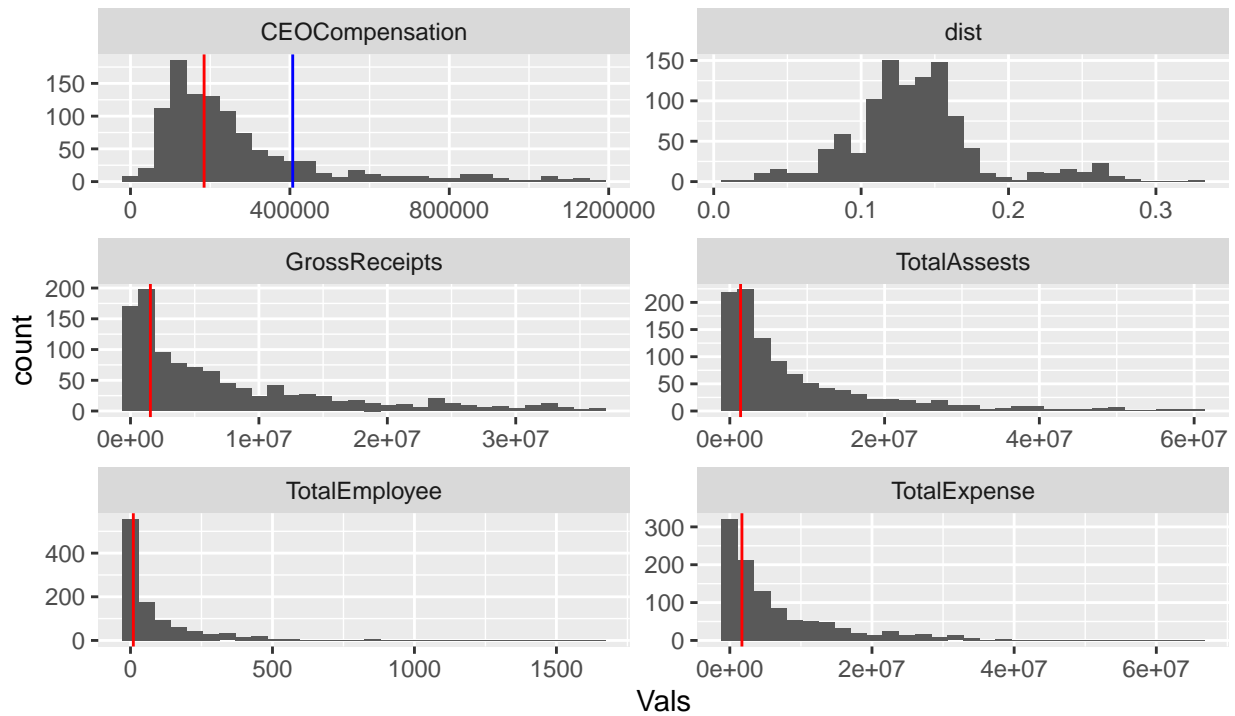 CEOCompensation
dist
150
100
50
0
0
400000
800000
1200000
150
100
50
0
0.0
0.1
0.2
0.3
GrossReceipts
TotalAssests
200
150
100
50
0
0e+00
1e+07
2e+07
3e+07
200
150
100
50
0
0e+00
2e+07
4e+07
6e+07
TotalEmployee
TotalExpense
400
200
0
0
500
1000
1500
300
200
100
0
0e+00
2e+07
4e+07
6e+07
count
Vals